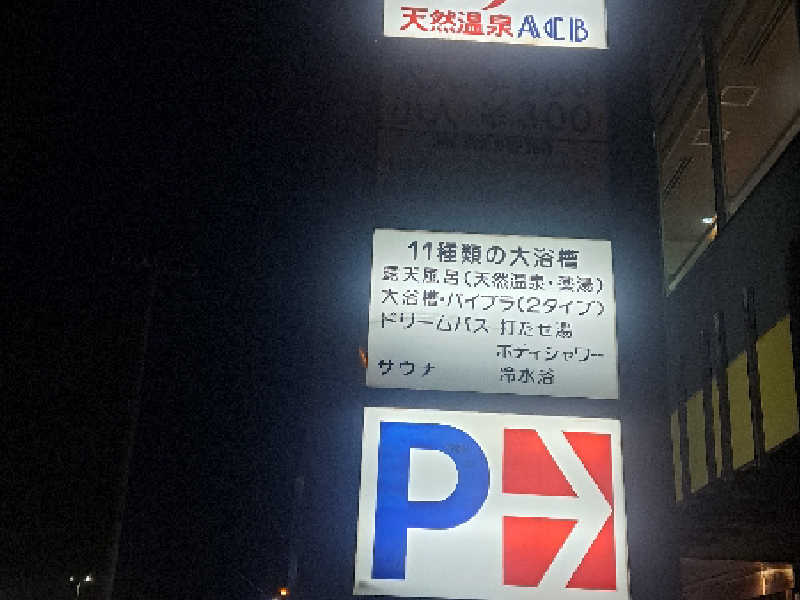 天然温泉ACB
11種類の大浴槽
露天風呂(天然温泉・薬湯)
大浴槽・バイブラ(2タイプ)
ドリームバス 打たせ湯
ボディシャワー
サウナ 冷水浴
P